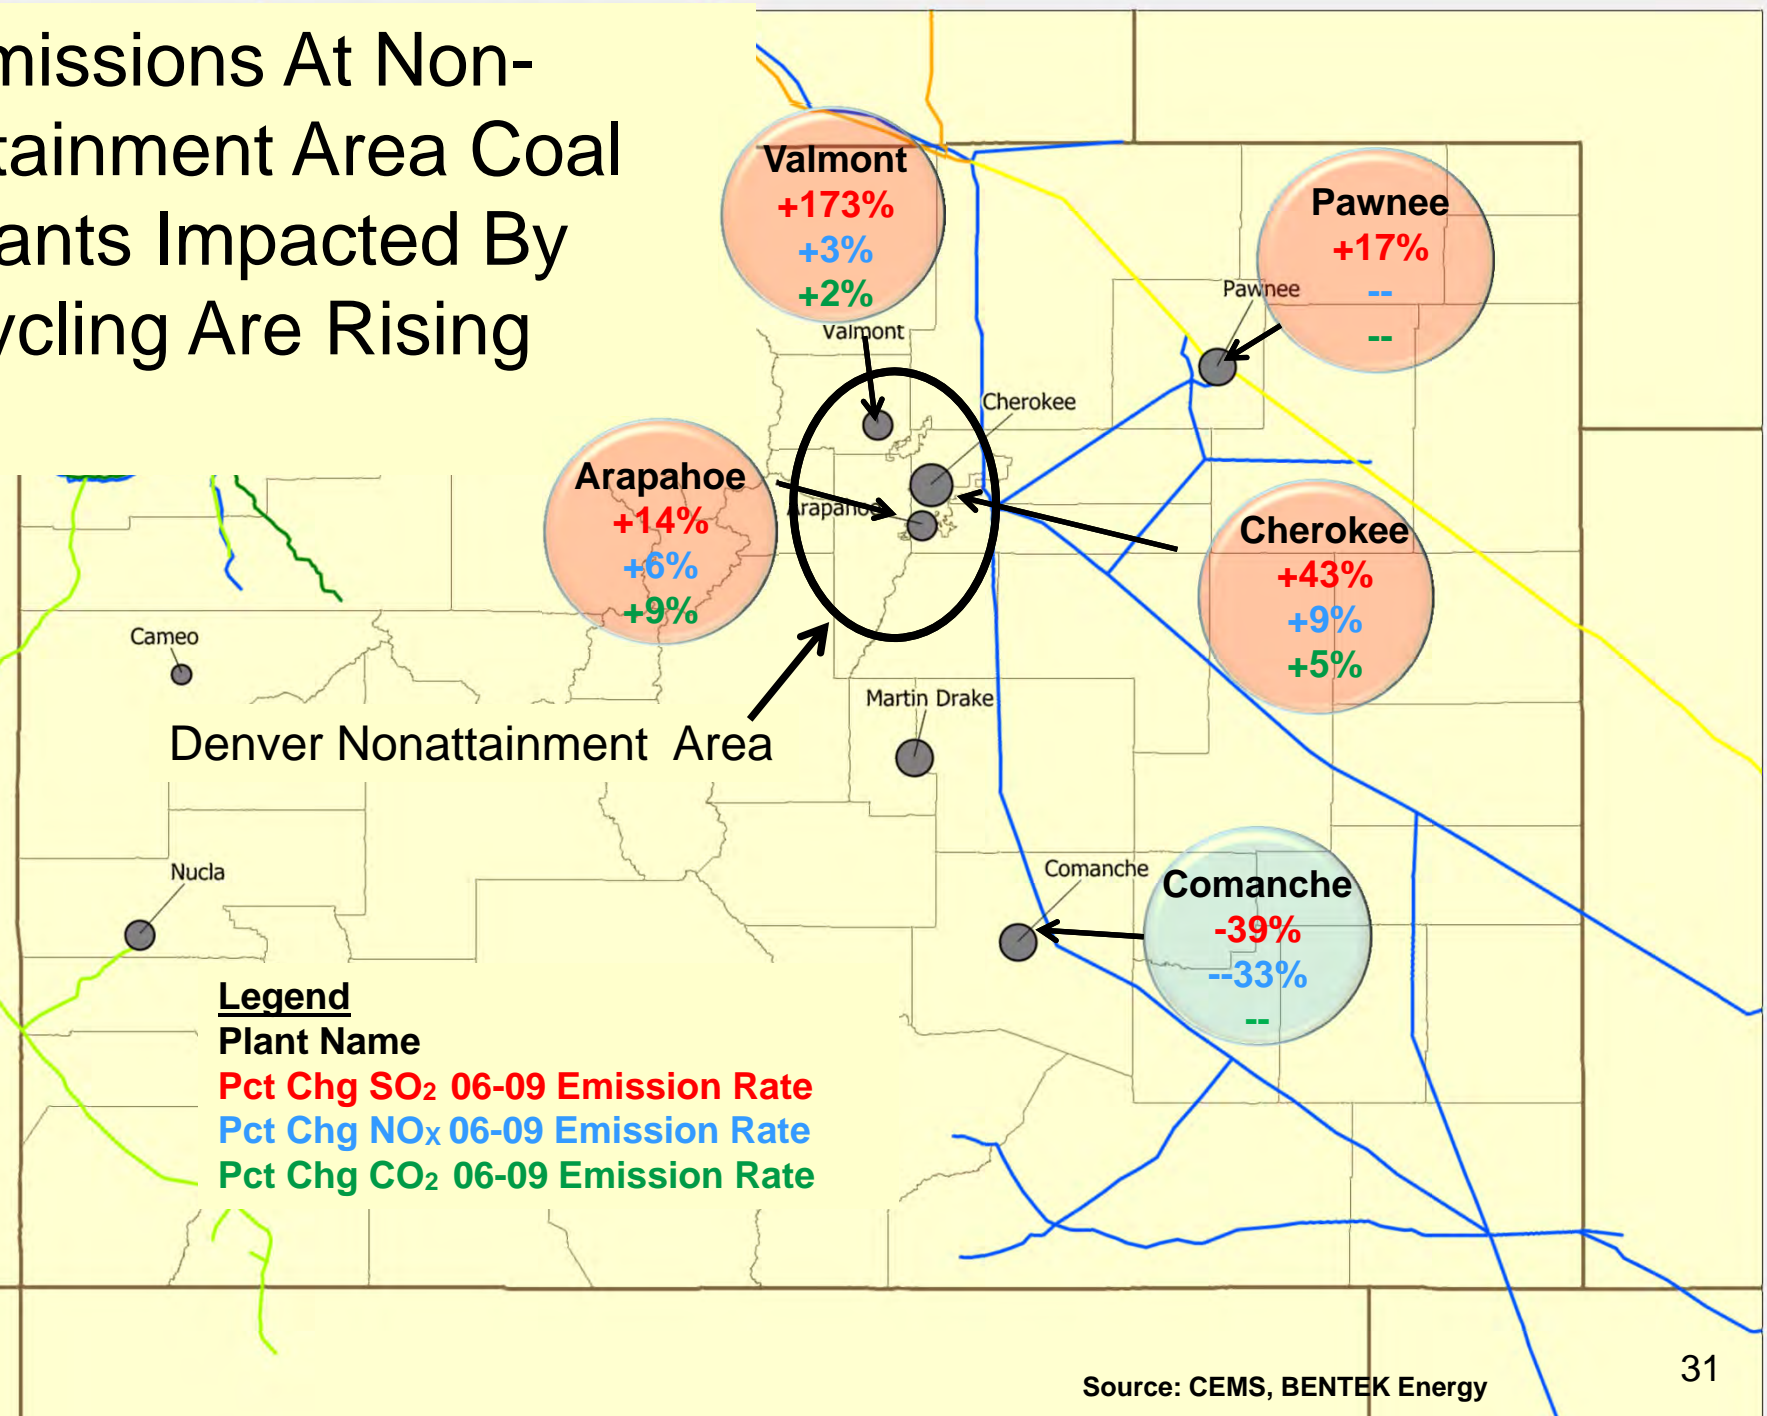 missions At Non-
tainment Area Coal
ants Impacted By
ycling Are Rising
Valmont
+173%
+3%
+2%
Valmont
Pawnee
+17%
--
--
Pawnee
Cherokee
Arapahoe
+14%
+6%
+9%
Arapahoe
Cherokee
+43%
+9%
+5%
Cameo
Martin Drake
Denver Nonattainment Area
Nucla
Comanche
Comanche
-39%
--33%
--
Legend
Plant Name
Pct Chg SO₂ 06-09 Emission Rate
Pct Chg NOX 06-09 Emission Rate
Pct Chg CO₂ 06-09 Emission Rate
Source: CEMS, BENTEK Energy
31